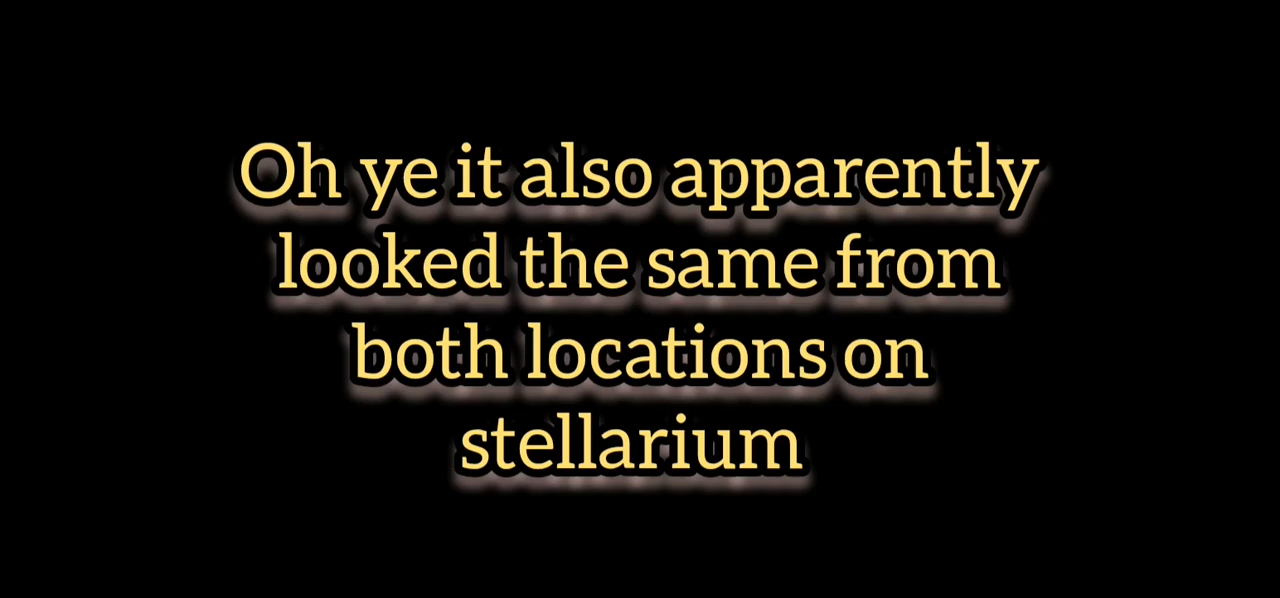 Oh ye it also apparently
looked the same from
both locations on
stellarium